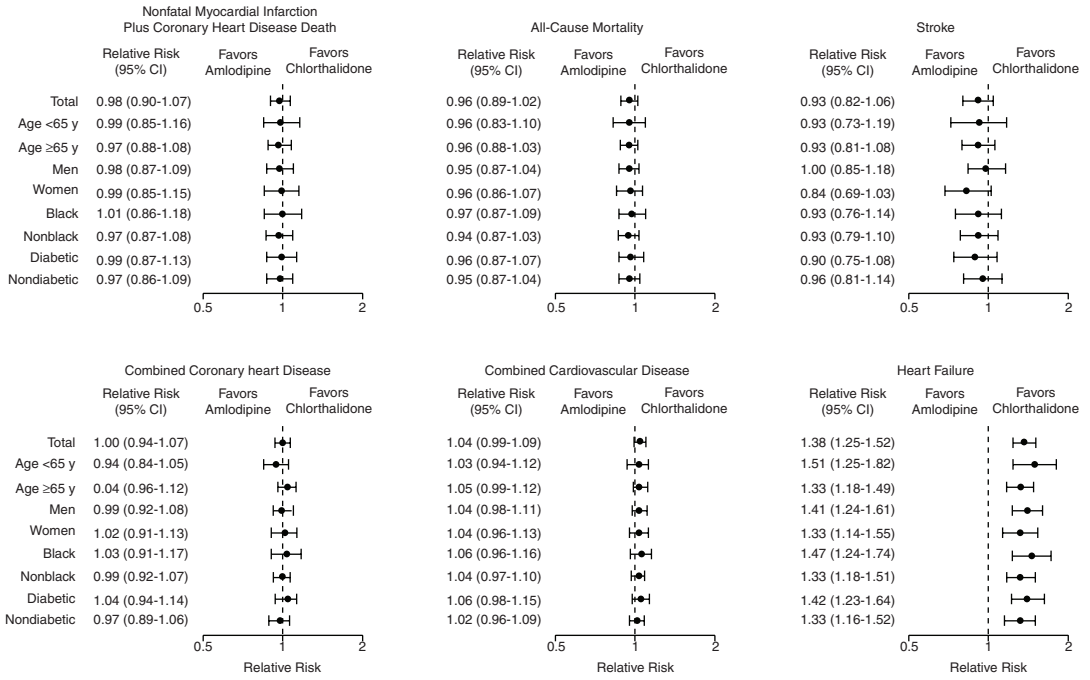 Nonfatal Myocardial Infarction
Plus Coronary Heart Disease Death
Relative Risk Favors Favors
(95% CI) Amlodipine Chlorthalidone
Total 0.98 (0.90-1.07)
Age <65 y 0.99 (0.85-1.16)
Age ≥65 y 0.97 (0.88-1.08)
Men 0.98 (0.87-1.09)
Women 0.99 (0.85-1.15)
Black 1.01 (0.86-1.18)
Nonblack 0.97 (0.87-1.08)
Diabetic 0.99 (0.87-1.13)
Nondiabetic 0.97 (0.86-1.09)
0.5 1 2
All-Cause Mortality
Relative Risk Favors Favors
(95% CI) Amlodipine Chlorthalidone
0.96 (0.89-1.02)
0.96 (0.83-1.10)
0.96 (0.88-1.03)
0.95 (0.87-1.04)
0.96 (0.86-1.07)
0.97 (0.87-1.09)
0.94 (0.87-1.03)
0.96 (0.87-1.07)
0.95 (0.87-1.04)
0.5 1 2
Stroke
Relative Risk Favors Favors
(95% CI) Amlodipine Chlorthalidone
0.93 (0.82-1.06)
0.93 (0.73-1.19)
0.93 (0.81-1.08)
1.00 (0.85-1.18)
0.84 (0.69-1.03)
0.93 (0.76-1.14)
0.93 (0.79-1.10)
0.90 (0.75-1.08)
0.96 (0.81-1.14)
0.5 1 2
Combined Coronary heart Disease
Relative Risk Favors Favors
(95% CI) Amlodipine Chlorthalidone
Total 1.00 (0.94-1.07)
Age <65 y 0.94 (0.84-1.05)
Age ≥65 y 0.04 (0.96-1.12)
Men 0.99 (0.92-1.08)
Women 1.02 (0.91-1.13)
Black 1.03 (0.91-1.17)
Nonblack 0.99 (0.92-1.07)
Diabetic 1.04 (0.94-1.14)
Nondiabetic 0.97 (0.89-1.06)
0.5 1 2
Relative Risk
Combined Cardiovascular Disease
Relative Risk Favors Favors
(95% CI) Amlodipine Chlorthalidone
1.04 (0.99-1.09)
1.03 (0.94-1.12)
1.05 (0.99-1.12)
1.04 (0.98-1.11)
1.04 (0.96-1.13)
1.06 (0.96-1.16)
1.04 (0.97-1.10)
1.06 (0.98-1.15)
1.02 (0.96-1.09)
0.5 1 2
Relative Risk
Heart Failure
Relative Risk Favors Favors
(95% CI) Amlodipine Chlorthalidone
1.38 (1.25-1.52)
1.51 (1.25-1.82)
1.33 (1.18-1.49)
1.41 (1.24-1.61)
1.33 (1.14-1.55)
1.47 (1.24-1.74)
1.33 (1.18-1.51)
1.42 (1.23-1.64)
1.33 (1.16-1.52)
0.5 1 2
Relative Risk